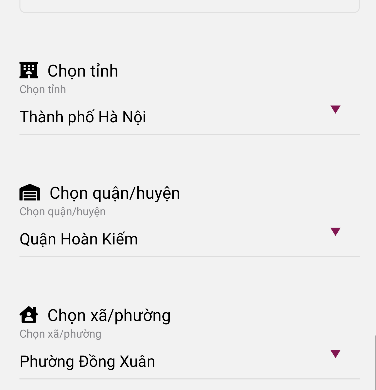 Chọn tỉnh
Chọn tỉnh
Thành phố Hà Nội
Chọn quận/huyện
Chọn quận/huyện
Quận Hoàn Kiếm
Chọn xã/phường
Chọn xã/phường
Phường Đồng Xuân